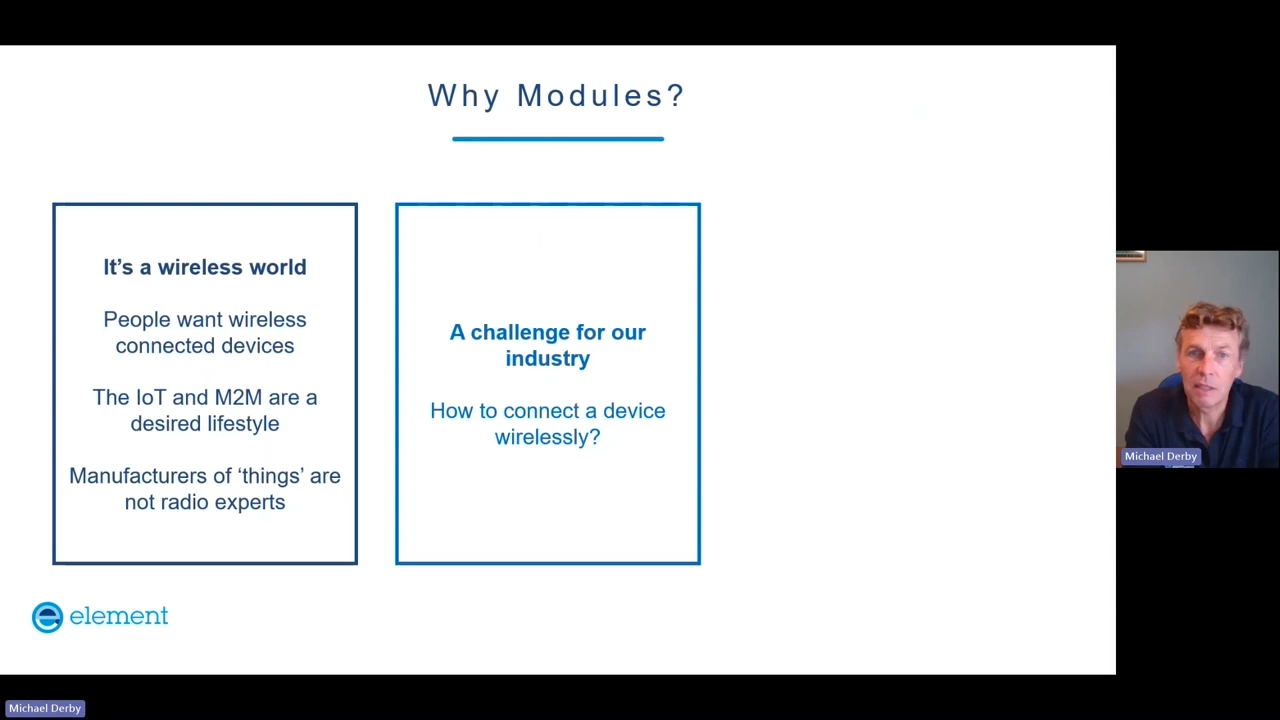 Why Modules?
It's a wireless world
People want wireless
connected devices
The IoT and M2M are a
desired lifestyle
Manufacturers of ‘things’ are
not radio experts
A challenge for our
industry
How to connect a device
wirelessly?
element
Michael Derby
Michael Derby